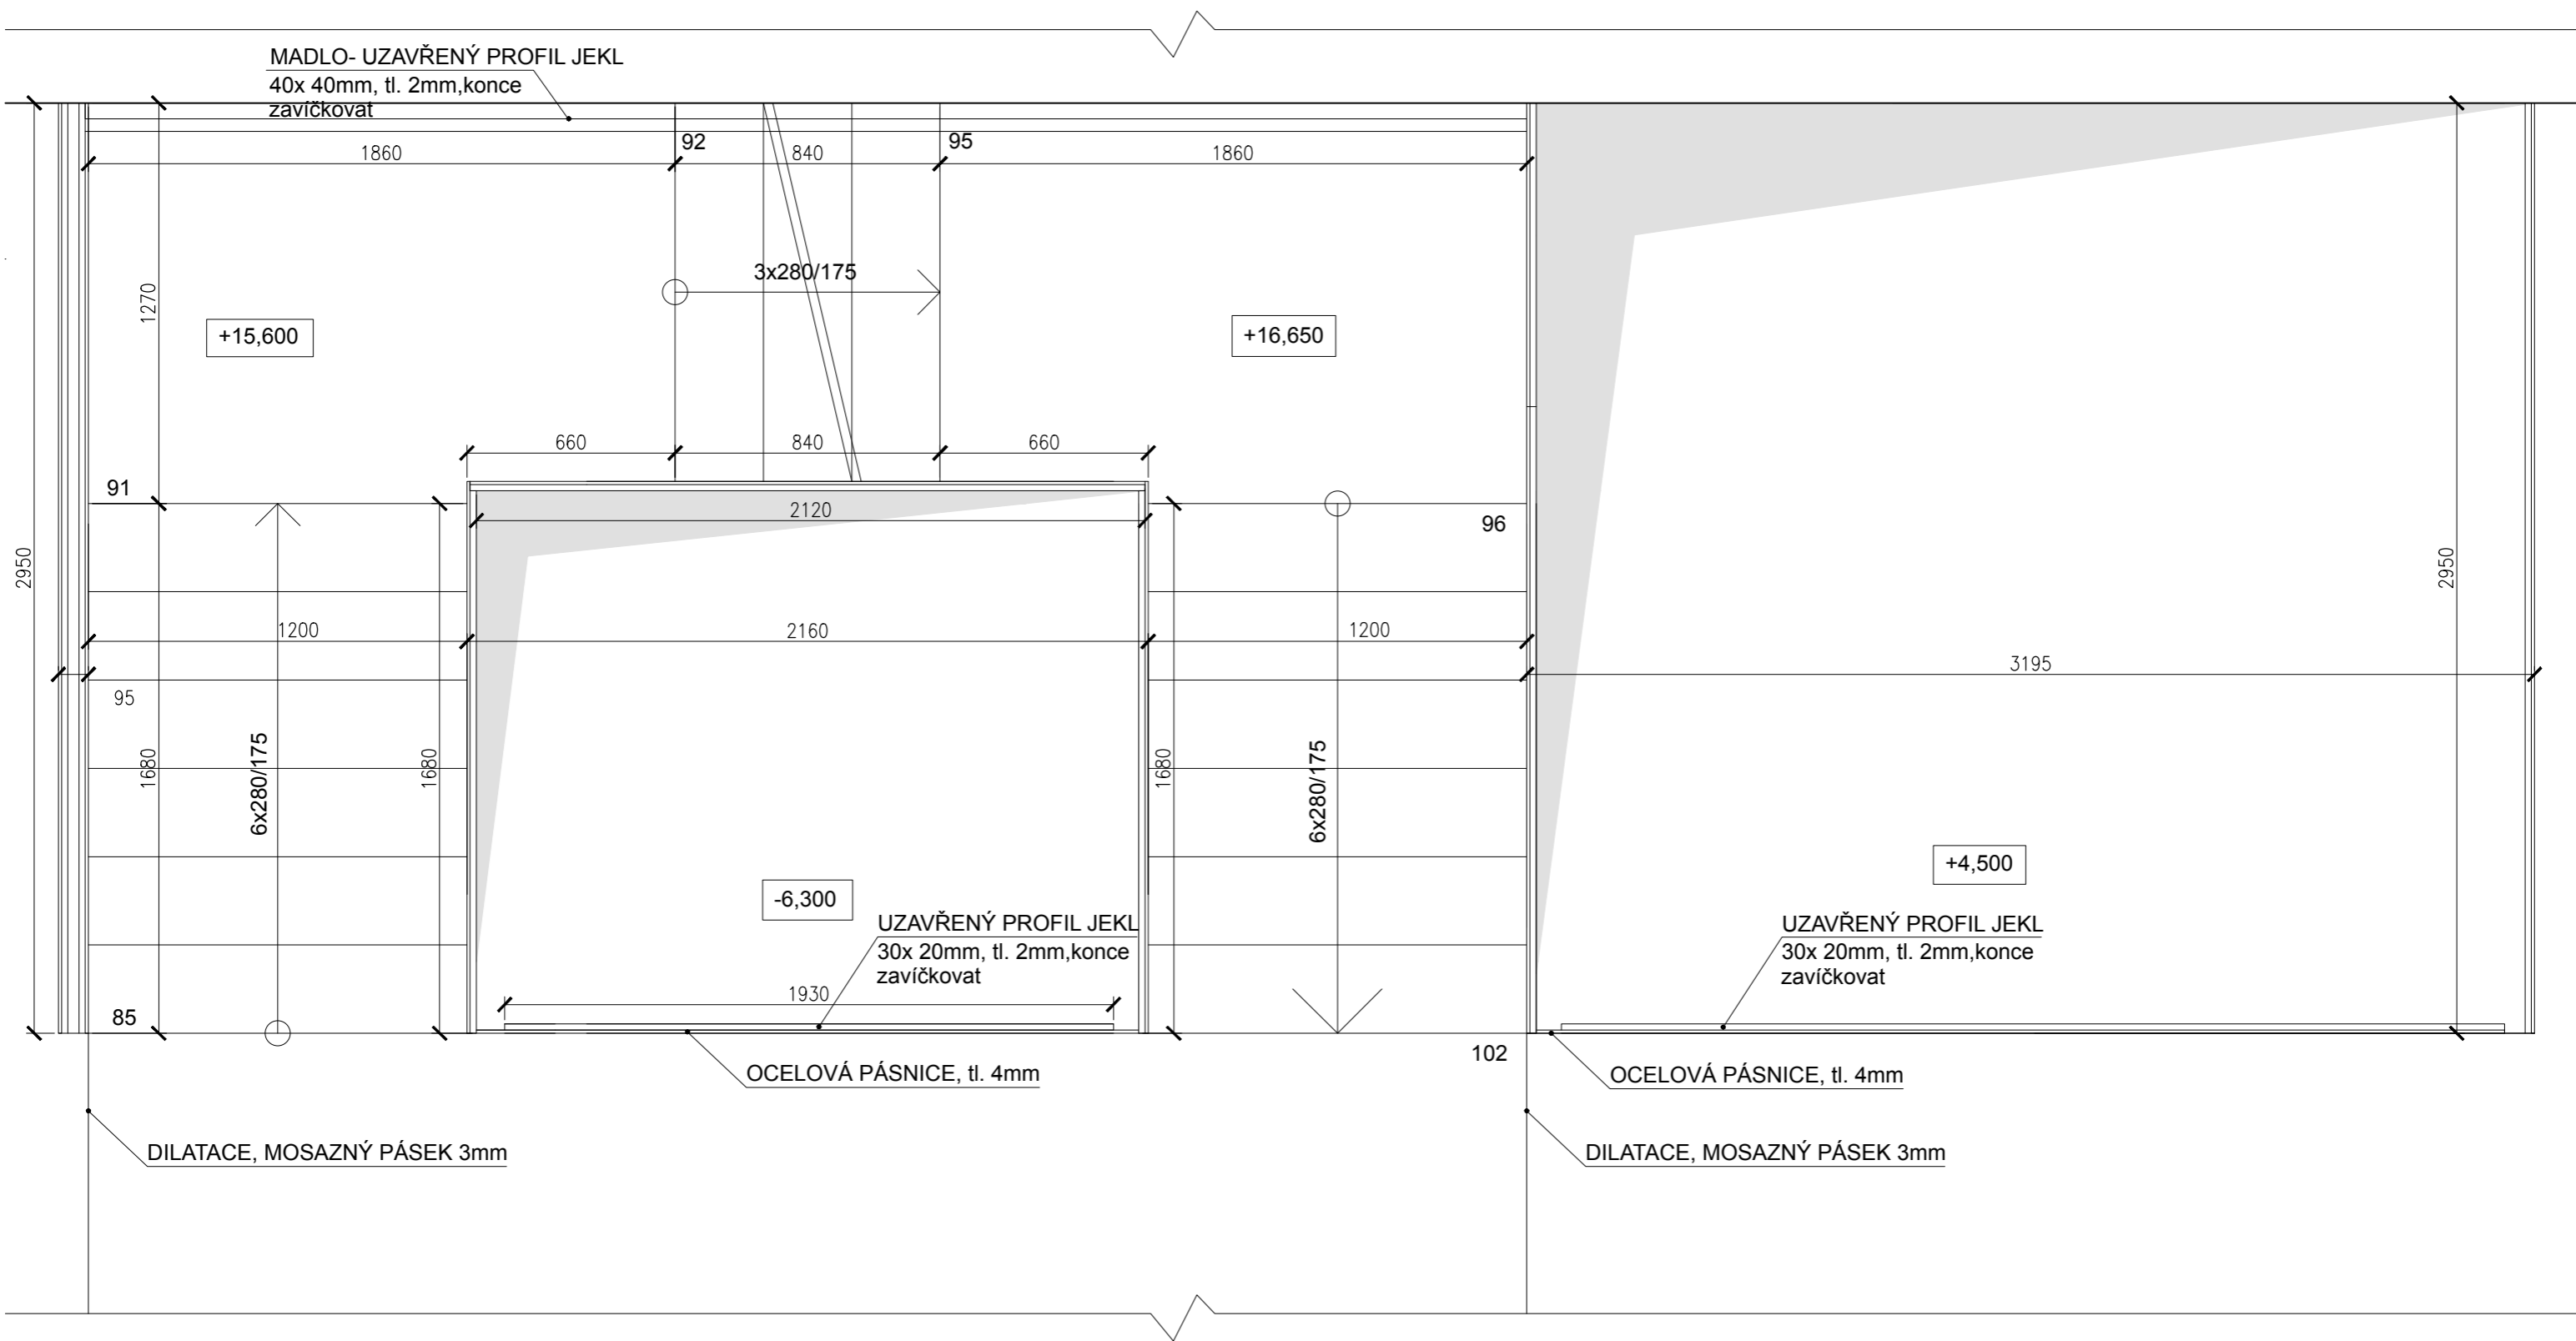 MADLO- UZAVŘENÝ PROFIL JEKL
40x 40mm, tl. 2mm,konce
zavíčkovat
92
95
1860
840
1860
3x280/175
1270
+15,600
+16,650
660
840
660
91
2120
96
2950
2950
1200
2160
1200
3195
95
1680
6x280/175
1680
1680
6x280/175
+4,500
-6,300
UZAVŘENÝ PROFIL JEKL
30x 20mm, tl. 2mm,konce
zavíčkovat
UZAVŘENÝ PROFIL JEKL
30x 20mm, tl. 2mm,konce
zavíčkovat
1930
85
102
OCELOVÁ PÁSNICE, tl. 4mm
OCELOVÁ PÁSNICE, tl. 4mm
DILATACE, MOSAZNÝ PÁSEK 3mm
DILATACE, MOSAZNÝ PÁSEK 3mm